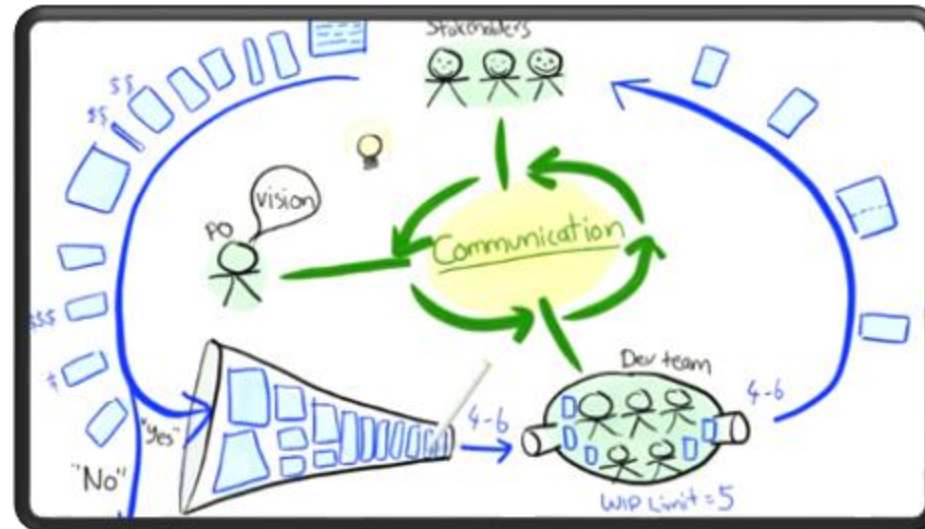 Stakeholders
$$
$$
vision
PO
Communication
$$$
$
Dev team
"Yes"
4-6
4-6
"No"
WIP Limit = 5